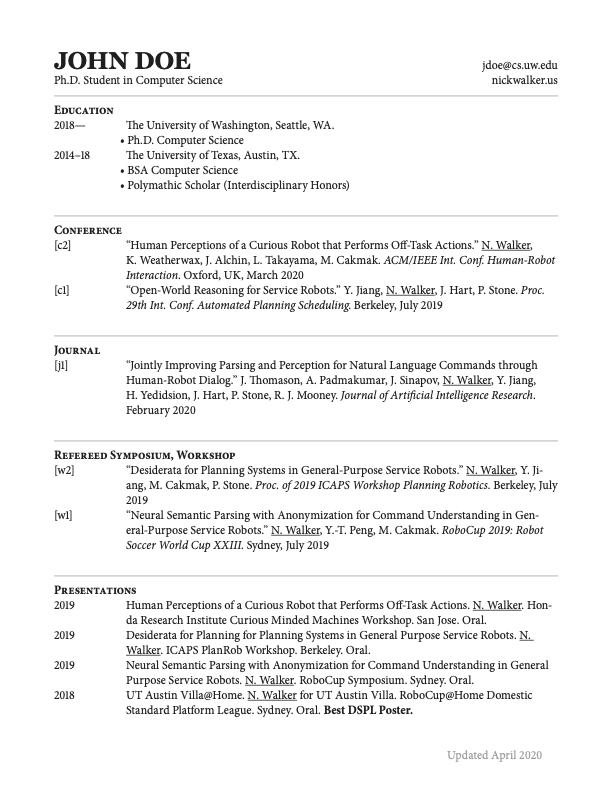 JOHN DOE
jdoe@cs.uw.edu
Ph.D. Student in Computer Science
nickwalker.us
Education
2018— The University of Washington, Seattle, WA.
• Ph.D. Computer Science
2014–18 The University of Texas, Austin, TX.
• BSA Computer Science
• Polymathic Scholar (Interdisciplinary Honors)
Conference
[c2] “Human Perceptions of a Curious Robot that Performs Off-Task Actions.” N. Walker,
K. Weatherwax, J. Alchin, L. Takayama, M. Cakmak. ACM/IEEE Int. Conf. Human-Robot
Interaction. Oxford, UK, March 2020
[c1] “Open-World Reasoning for Service Robots.” Y. Jiang, N. Walker, J. Hart, P. Stone. Proc.
29th Int. Conf. Automated Planning Scheduling. Berkeley, July 2019
Journal
[j1] “Jointly Improving Parsing and Perception for Natural Language Commands through
Human-Robot Dialog.” J. Thomason, A. Padmakumar, J. Sinapov, N. Walker, Y. Jiang,
H. Yedidsion, J. Hart, P. Stone, R. J. Mooney. Journal of Artificial Intelligence Research.
February 2020
Refereed Symposium, Workshop
[w2] “Desiderata for Planning Systems in General-Purpose Service Robots.” N. Walker, Y. Ji-
ang, M. Cakmak, P. Stone. Proc. of 2019 ICAPS Workshop Planning Robotics. Berkeley, July
2019
[w1] “Neural Semantic Parsing with Anonymization for Command Understanding in Gen-
eral-Purpose Service Robots.” N. Walker, Y.-T. Peng, M. Cakmak. RoboCup 2019: Robot
Soccer World Cup XXIII. Sydney, July 2019
Presentations
2019 Human Perceptions of a Curious Robot that Performs Off-Task Actions. N. Walker. Hon-
da Research Institute Curious Minded Machines Workshop. San Jose. Oral.
2019 Desiderata for Planning for Planning Systems in General Purpose Service Robots. N.
Walker. ICAPS PlanRob Workshop. Berkeley. Oral.
2019 Neural Semantic Parsing with Anonymization for Command Understanding in General
Purpose Service Robots. N. Walker. RoboCup Symposium. Sydney. Oral.
2018 UT Austin Villa@Home. N. Walker for UT Austin Villa. RoboCup@Home Domestic
Standard Platform League. Sydney. Oral. Best DSPL Poster.
Updated April 2020